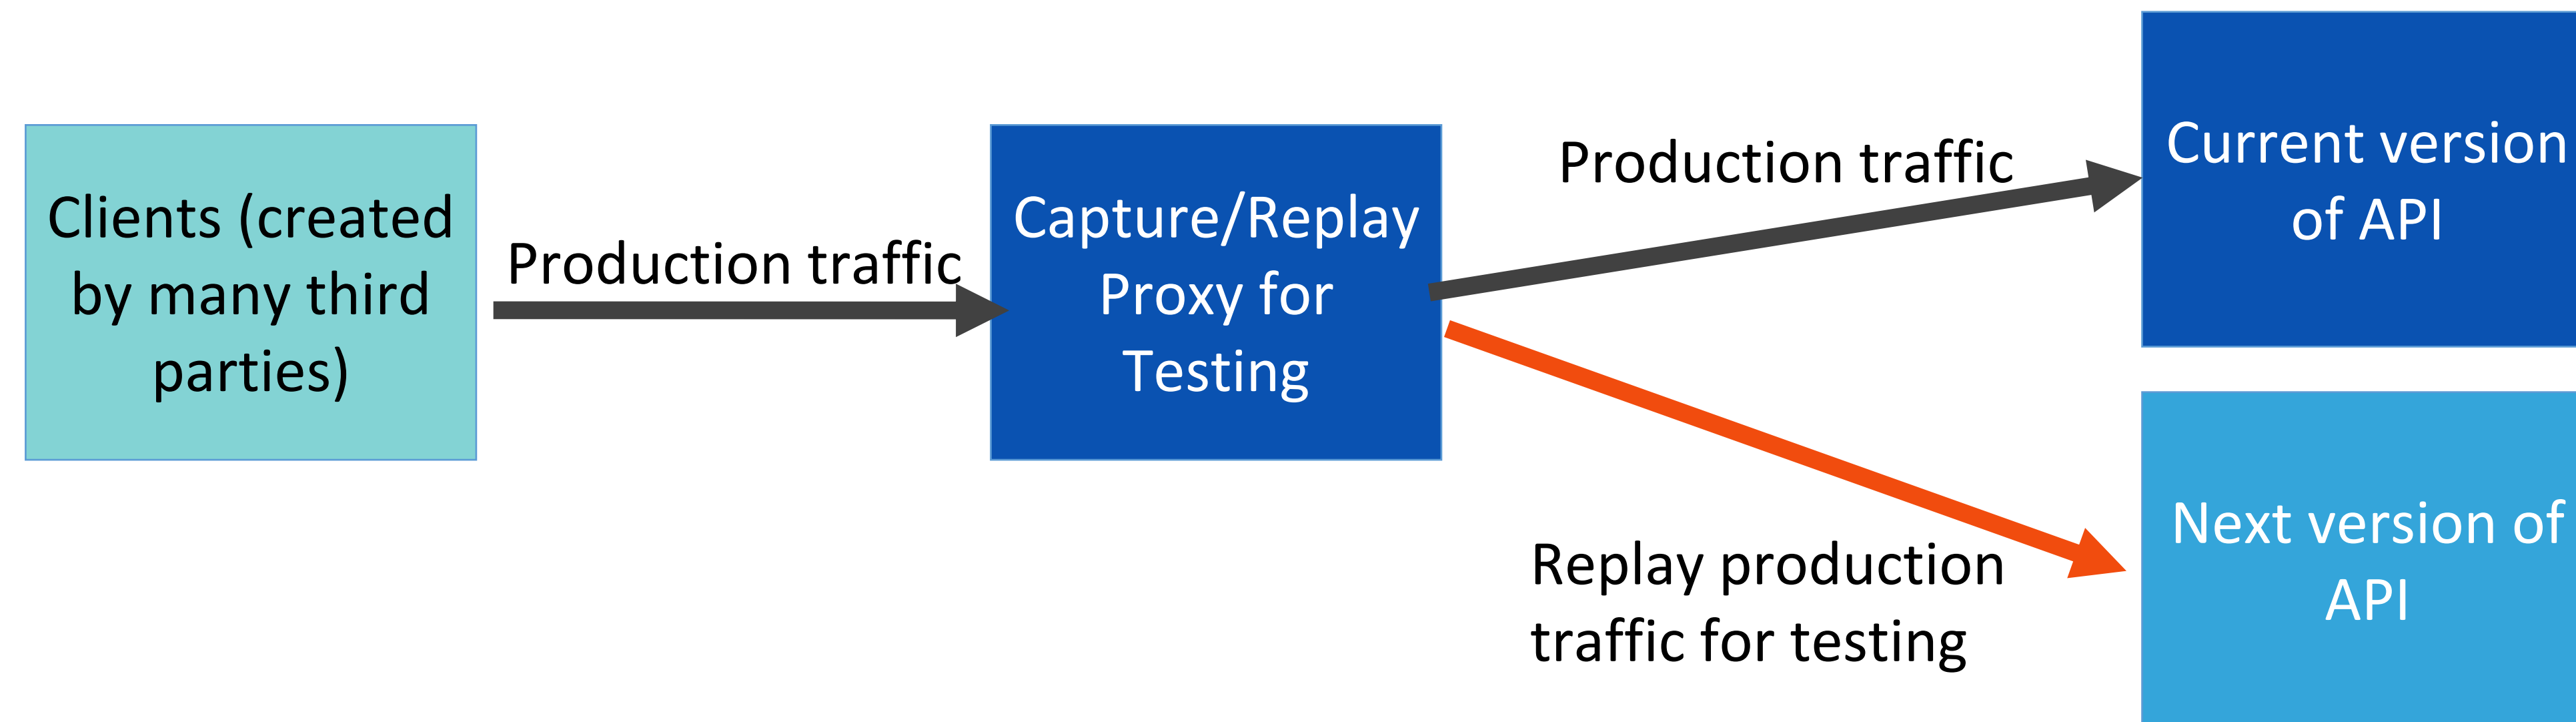 Clients (created
by many third
parties)
Production traffic
Capture/Replay
Proxy for
Testing
Production traffic
Current version
of API
Replay production
traffic for testing
Next version of
API